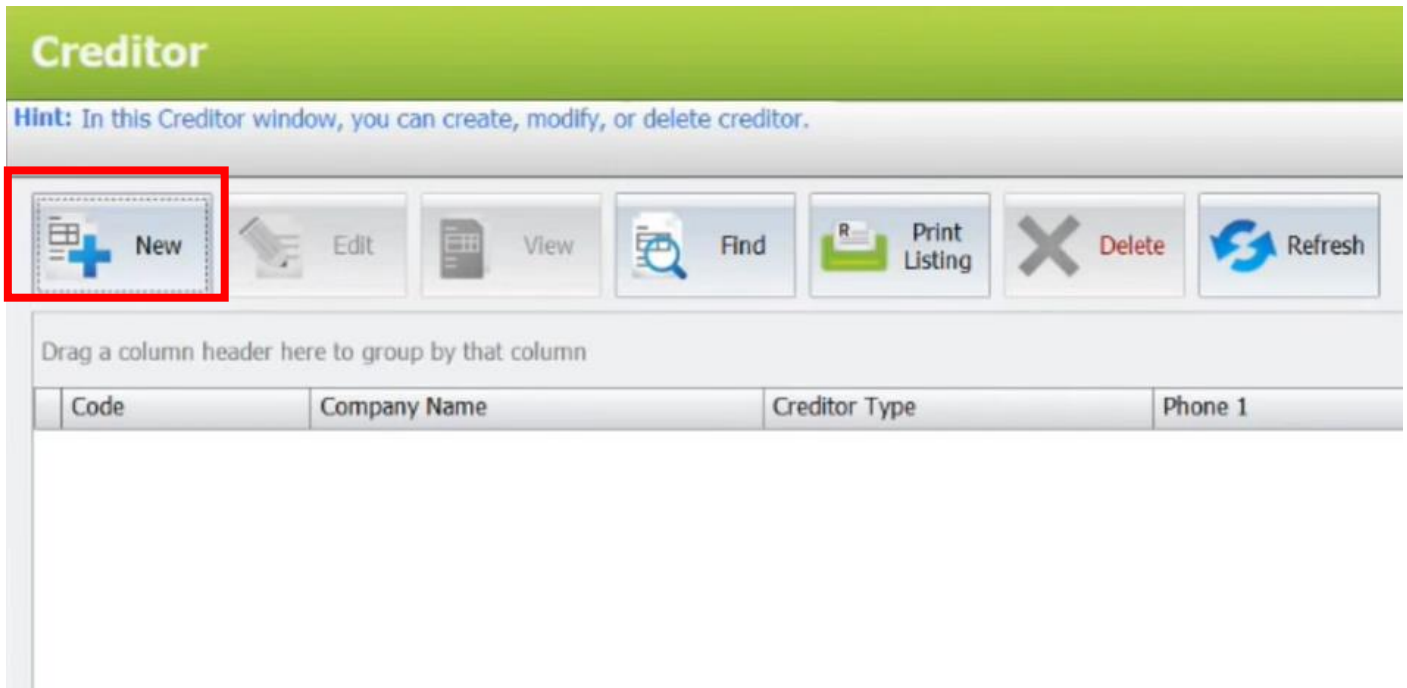 Creditor
Hint: In this Creditor window, you can create, modify, or delete creditor.
New
Edit
View
Find
R
Print
Listing
Delete
Refresh
Drag a column header here to group by that column
Code Company Name Creditor Type Phone 1